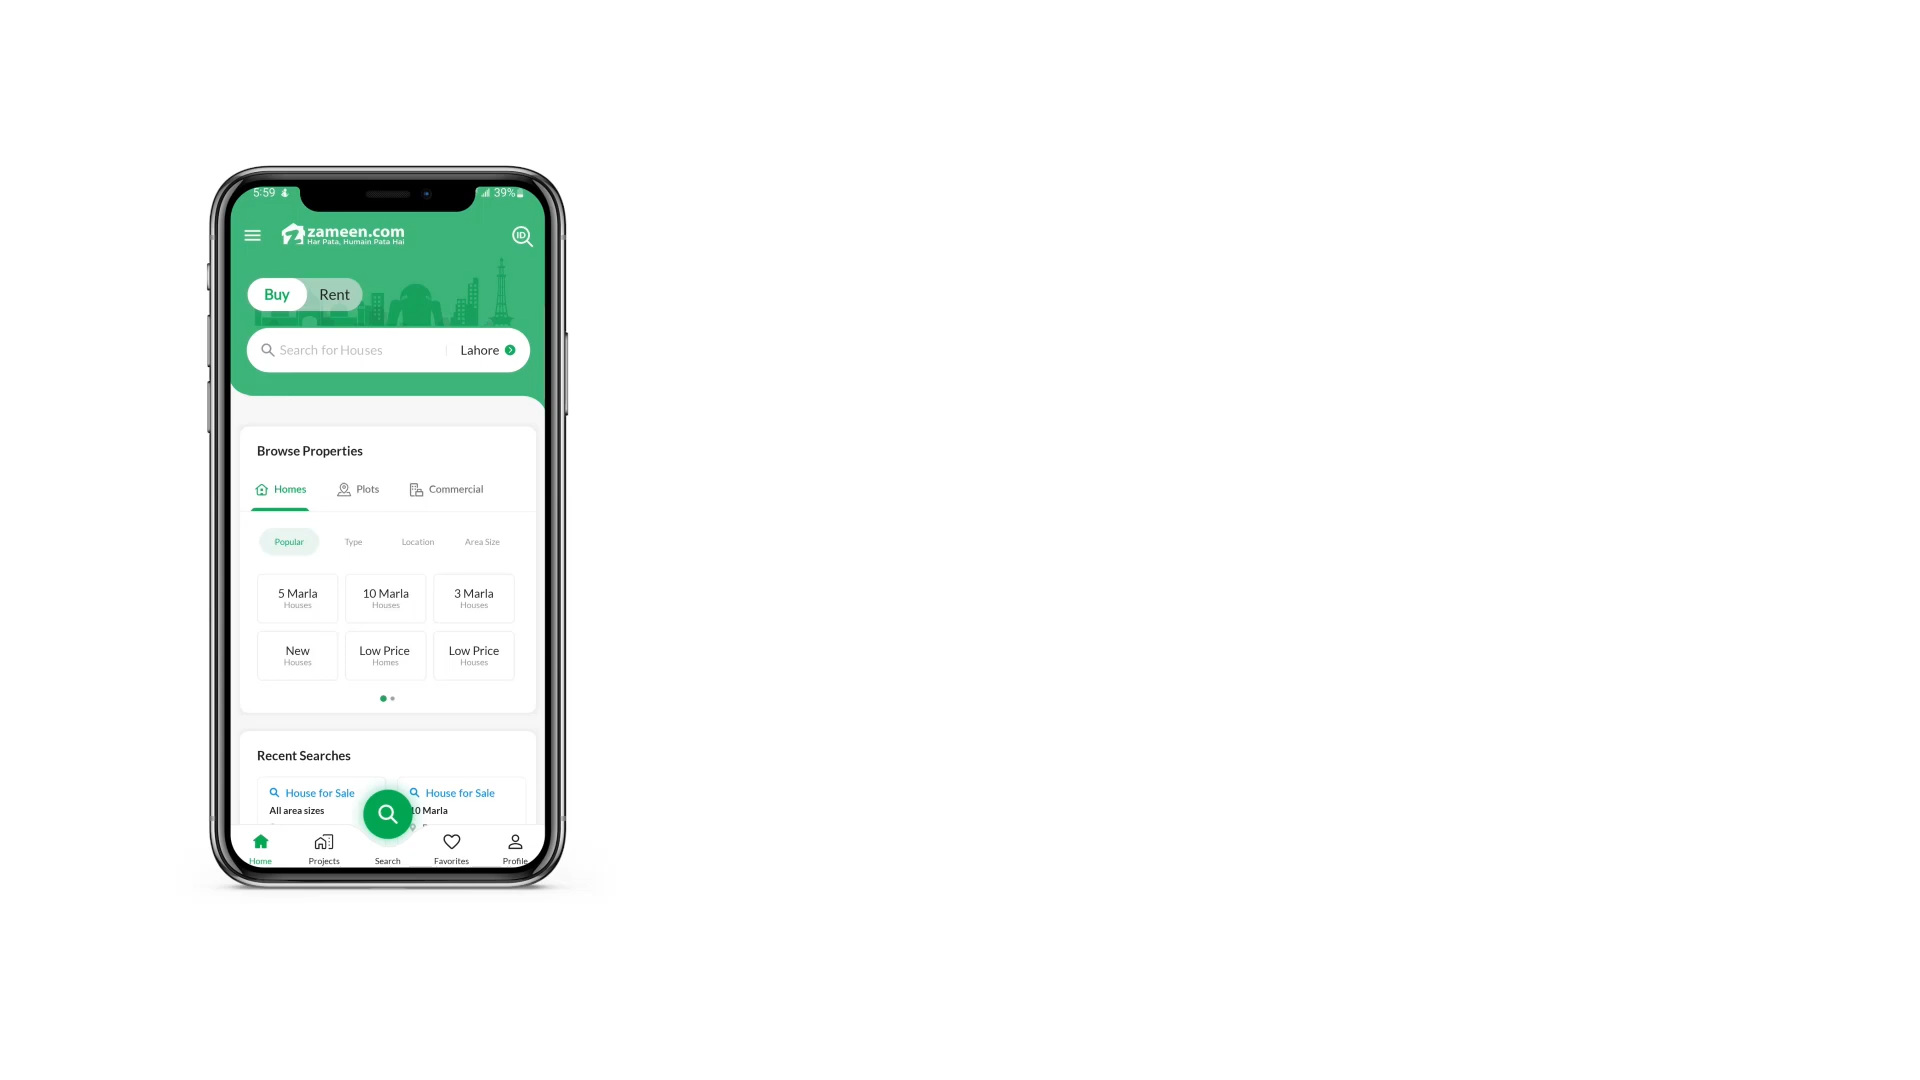 5:59 39%
zameen.com
Har Pata, Humain Pata Hai
ID
Buy Rent
Search for Houses Lahore
Browse Properties
Homes Plots Commercial
Popular Type Location Area Size
5 Marla 10 Marla 3 Marla
Houses Houses Houses
New Low Price Low Price
Houses Homes Houses
Recent Searches
House for Sale House for Sale
All area sizes 10 Marla
Home Projects Search Favorites Profile